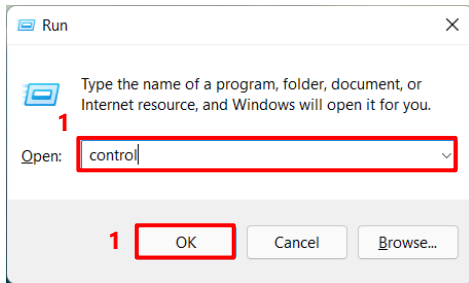 Run
Type the name of a program, folder, document, or
Internet resource, and Windows will open it for you.
1
Open: control
1 OK Cancel Browse...